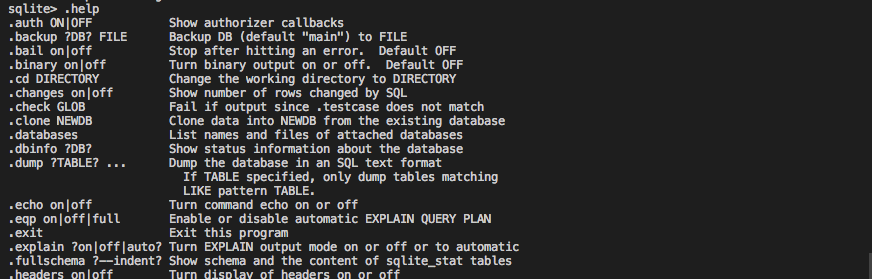 sqlite> .help
.auth ON|OFF Show authorizer callbacks
.backup ?DB? FILE Backup DB (default "main") to FILE
.bail on|off Stop after hitting an error. Default OFF
.binary on|off Turn binary output on or off. Default OFF
.cd DIRECTORY Change the working directory to DIRECTORY
.changes on|off Show number of rows changed by SQL
.check GLOB Fail if output since .testcase does not match
.clone NEWDB Clone data into NEWDB from the existing database
.databases List names and files of attached databases
.dbinfo ?DB? Show status information about the database
.dump ?TABLE? ... Dump the database in an SQL text format
If TABLE specified, only dump tables matching
LIKE pattern TABLE.
.echo on|off Turn command echo on or off
.eqp on|off|full Enable or disable automatic EXPLAIN QUERY PLAN
.exit Exit this program
.explain ?on|off|auto? Turn EXPLAIN output mode on or off or to automatic
.fullschema ?--indent? Show schema and the content of sqlite_stat tables
.headers on|off Turn display of headers on or off